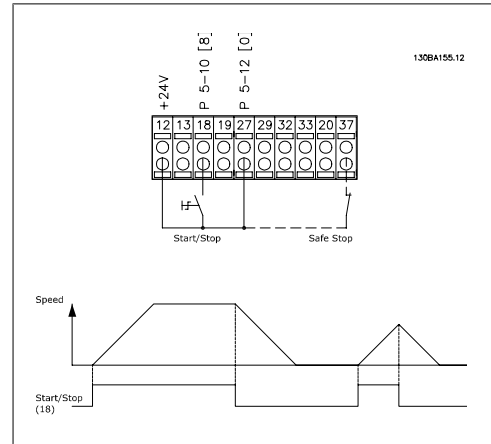 130BA155.12
+24V
P 5-10 [8]
P 5-12 [0]
12 13 18 19 27 29 32 33 20 37
Start/Stop Safe Stop
Speed
Start/Stop
(18)